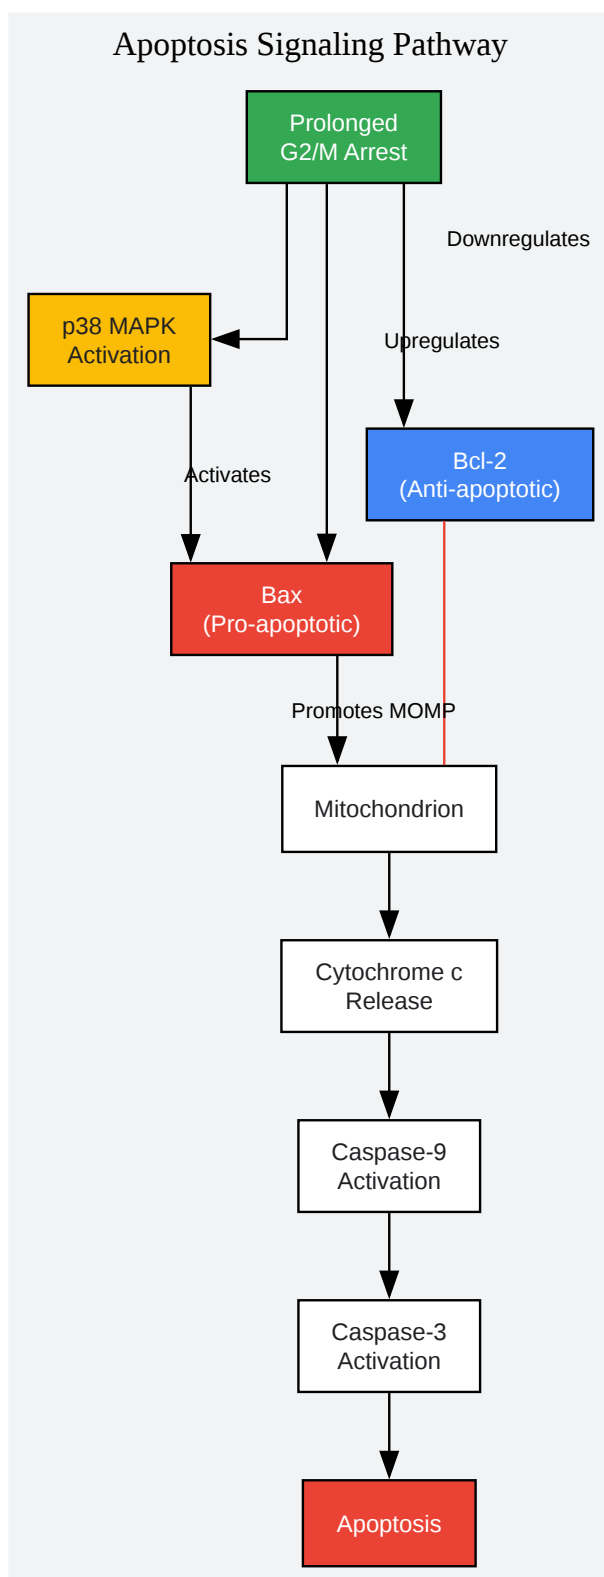 Apoptosis Signaling Pathway
Prolonged
G2/M Arrest
Downregulates
p38 MAPK
Activation
Upregulates
Bcl-2
(Anti-apoptotic)
Activates
Bax
(Pro-apoptotic)
Promotes MOMP
Mitochondrion
Cytochrome c
Release
Caspase-9
Activation
Caspase-3
Activation
Apoptosis